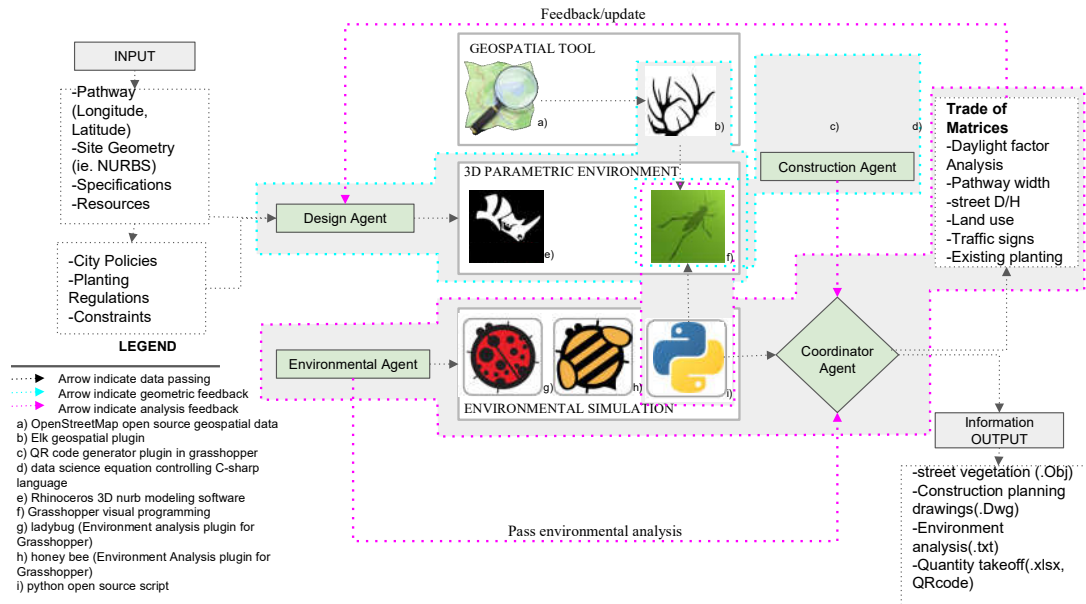 Feedback/update
INPUT
-Pathway
(Longitude,
Latitude)
-Site Geometry
(ie. NURBS)
-Specifications
-Resources
-City Policies
-Planting
Regulations
-Constraints
LEGEND
Arrow indicate data passing
Arrow indicate geometric feedback
Arrow indicate analysis feedback
a) OpenStreetMap open source geospatial data
b) Elk geospatial plugin
c) QR code generator plugin in grasshopper
d) data science equation controlling C-sharp
language
e) Rhinoceros 3D nurb modeling software
f) Grasshopper visual programming
g) ladybug (Environment analysis plugin for
Grasshopper)
h) honey bee (Environment Analysis plugin for
Grasshopper)
i) python open source script
GEOSPATIAL TOOL
a)
b)
3D PARAMETRIC ENVIRONMENT
Design Agent
e)
f)
Environmental Agent
g)
h)
i)
ENVIRONMENTAL SIMULATION
Pass environmental analysis
c)
d)
Construction Agent
Coordinator
Agent
Trade of
Matrices
-Daylight factor
Analysis
-Pathway width
-street D/H
-Land use
-Traffic signs
-Existing planting
Information
OUTPUT
-street vegetation (.Obj)
-Construction planning
drawings(.Dwg)
-Environment
analysis(.txt)
-Quantity takeoff(.xlsx,
QRcode)